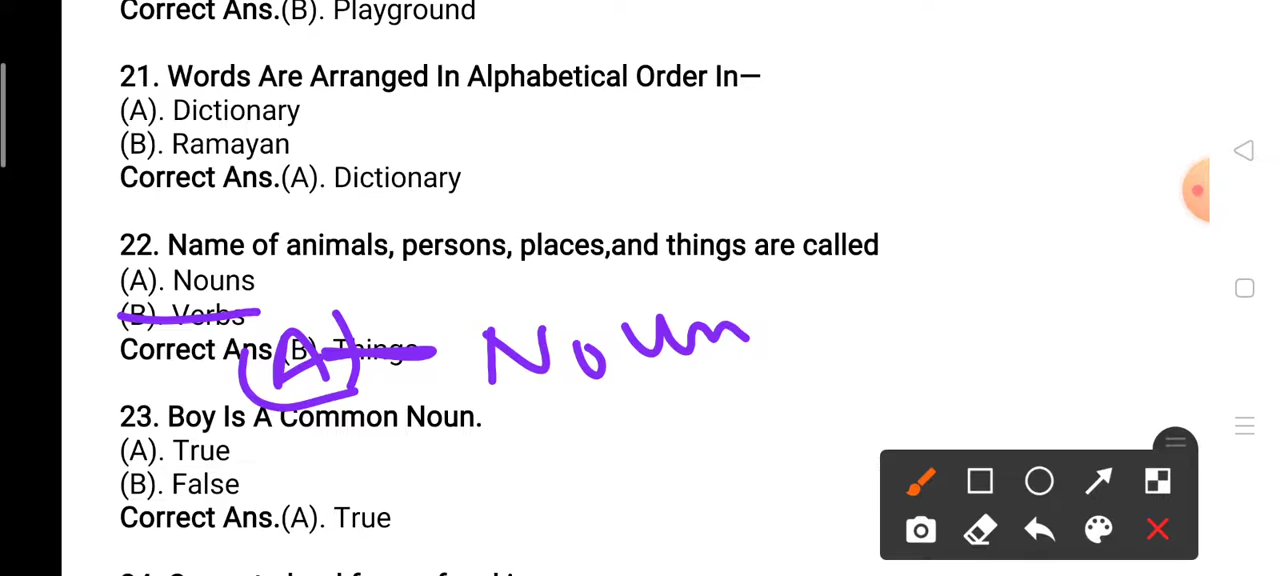 Correct Ans.(B). Playground
21. Words Are Arranged In Alphabetical Order In—
(A). Dictionary
(B). Ramayan
Correct Ans.(A). Dictionary
22. Name of animals, persons, places,and things are called
(A). Nouns
(B). Verbs
Correct Ans.(B). Things (A) Noun
23. Boy Is A Common Noun.
(A). True
(B). False
Correct Ans.(A). True